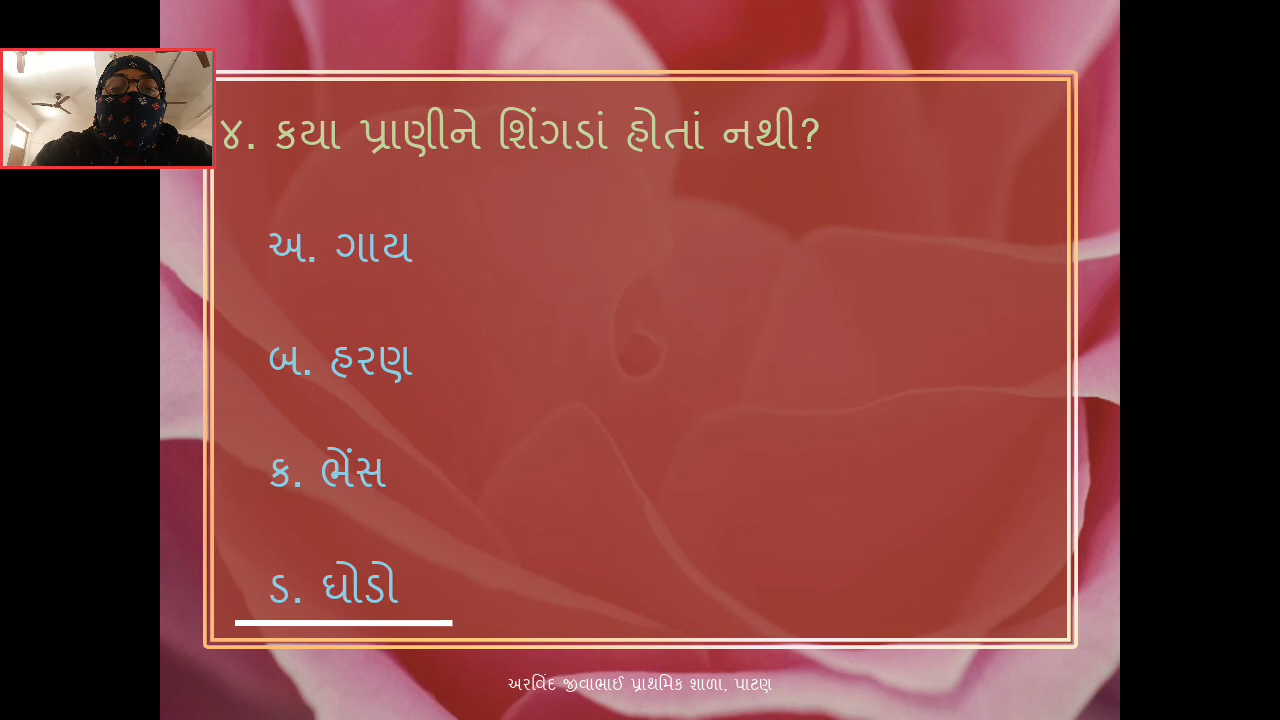 ૪. કયા પ્રાણીને શિંગડાં હોતાં નથી?
અ. ગાય
બ. હરણ
ક. ભેંસ
ડ. ઘોડો
અરવિંદ જીવાભાઈ પ્રાથમિક શાળા, પાટણ